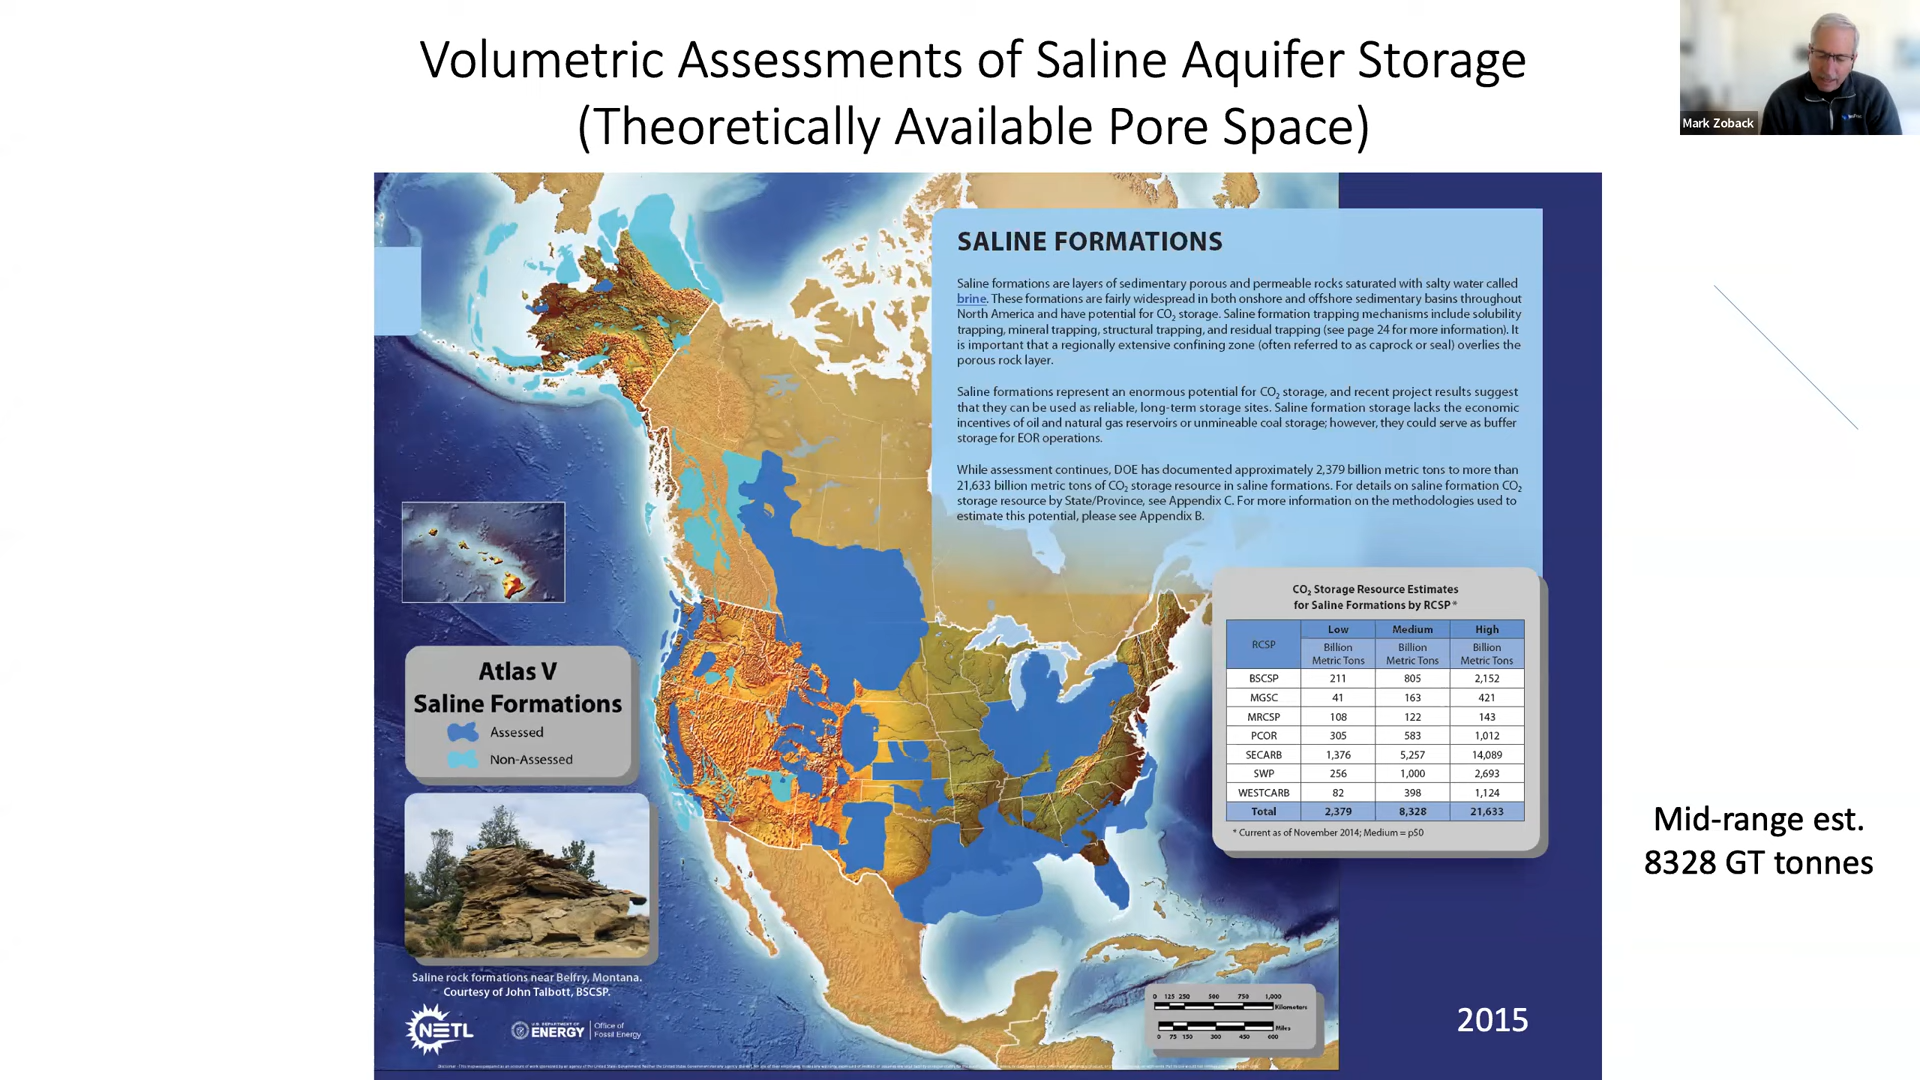 Volumetric Assessments of Saline Aquifer Storage
(Theoretically Available Pore Space)
Mark Zoback
SALINE FORMATIONS
Saline formations are layers of sedimentary porous and permeable rocks saturated with salty water called
brine. These formations are fairly widespread in both onshore and offshore sedimentary basins throughout
North America and have potential for CO₂ storage. Saline formation trapping mechanisms include solubility
trapping, mineral trapping, structural trapping, and residual trapping (see page 24 for more information). It
is important that a regionally extensive confining zone (often referred to as caprock or seal) overlies the
porous rock layer.
Saline formations represent an enormous potential for CO₂ storage, and recent project results suggest
that they can be used as reliable, long-term storage sites. Saline formation storage lacks the economic
incentives of oil and natural gas reservoirs or unmineable coal storage; however, they could serve as buffer
storage for EOR operations.
While assessment continues, DOE has documented approximately 2,379 billion metric tons to more than
21,633 billion metric tons of CO₂ storage resource in saline formations. For details on saline formation CO₂
storage resource by State/Province, see Appendix C. For more information on the methodologies used to
estimate this potential, please see Appendix B.
CO₂ Storage Resource Estimates
for Saline Formations by RCSP*
RCSP Low Medium High
Billion Metric Tons Billion Metric Tons Billion Metric Tons
BSCSP 211 805 2,152
MGSC 41 163 421
MRCSP 108 122 143
PCOR 305 583 1,012
SECARB 1,376 5,257 14,089
SWP 256 1,000 2,693
WESTCARB 82 398 1,124
Total 2,379 8,328 21,633
* Current as of November 2014; Medium = p50
Atlas V
Saline Formations
Assessed
Non-Assessed
Saline rock formations near Belfry, Montana.
Courtesy of John Talbott, BSCSP.
NETL
U.S. DEPARTMENT OF
ENERGY
Office of
Fossil Energy
0 125 250 500 750 1,000
Kilometers
Miles
0 75 150 300 450 600
2015
Mid-range est.
8328 GT tonnes